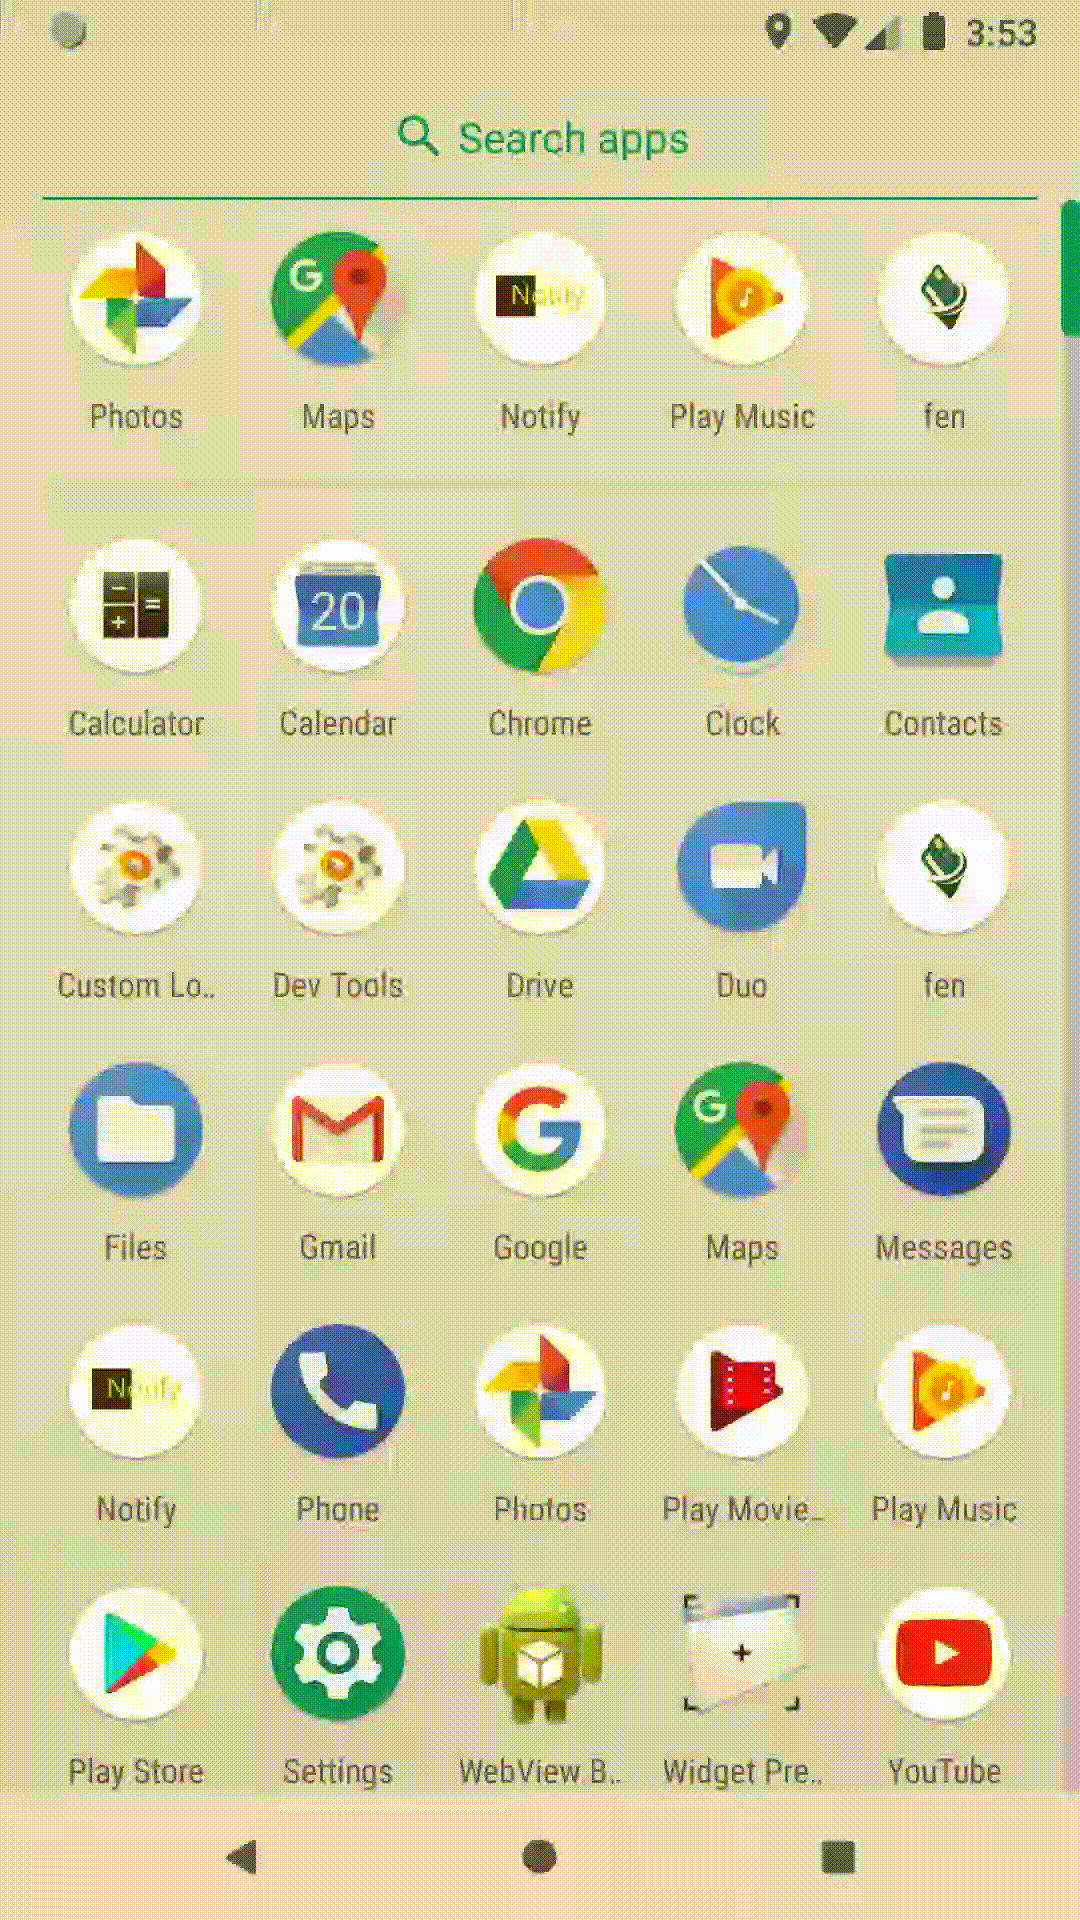 3:53
Search apps
Notify
Photos Maps Notify Play Music fen
20
Calculator Calendar Chrome Clock Contacts
Custom Lo.. Dev Tools Drive Duo fen
Files Gmail Google Maps Messages
Notify
Notify Phone Photos Play Movie.. Play Music
Play Store Settings WebView B.. Widget Pre.. YouTube